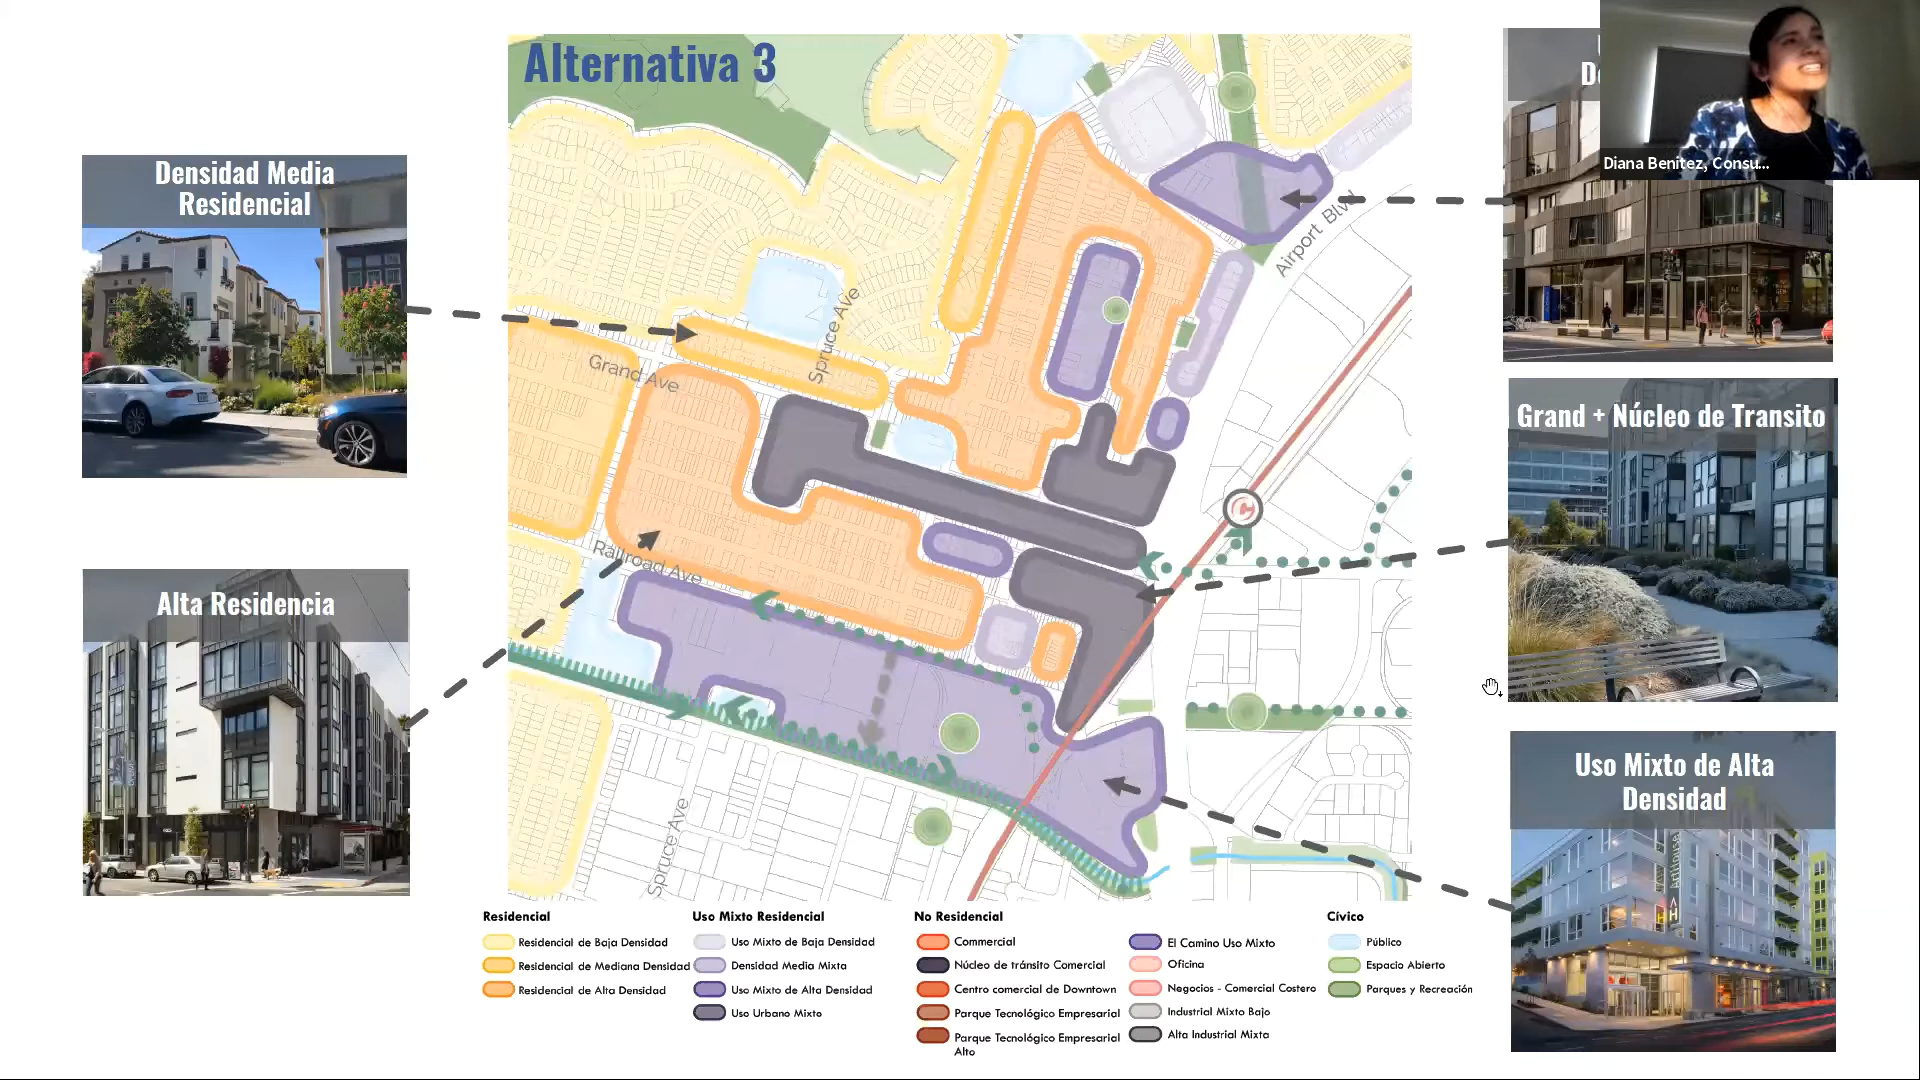 Alternativa 3
Diana Benitez, Consu...
Densidad Media
Residencial
Alta Residencia
Grand + Núcleo de Transito
Uso Mixto de Alta
Densidad
Airport Blvd
Spruce Ave
Grand Ave
Railroad Ave
Spruce Ave
Residencial
Residencial de Baja Densidad
Residencial de Mediana Densidad
Residencial de Alta Densidad
Uso Mixto Residencial
Uso Mixto de Baja Densidad
Densidad Media Mixta
Uso Mixto de Alta Densidad
Uso Urbano Mixto
No Residencial
Commercial
Núcleo de tránsito Comercial
Centro comercial de Downtown
Parque Tecnológico Empresarial
Parque Tecnológico Empresarial
Alto
El Camino Uso Mixto
Oficina
Negocios - Comercial Costero
Industrial Mixto Bajo
Alta Industrial Mixta
Cívico
Público
Espacio Abierto
Parques y Recreación